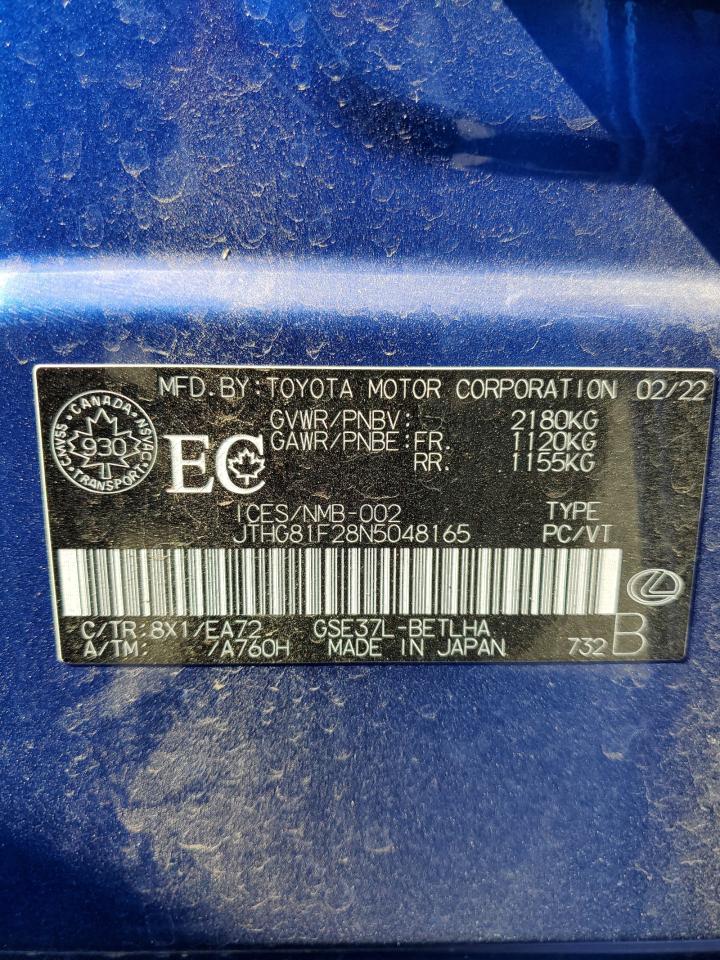 MFD.BY:TOYOTA MOTOR CORPORATION 02/22
GVWR/PNBV: 2180KG
GAWR/PNBE:FR. 1120KG
RR. 1155KG
CANADA
CMVSS 930 NSVAC
TRANSPORT
EC
ICES/NMB-002 TYPE
JTHG81F28N5048165 PC/VT
C/TR:8X1/EA72 GSE37L-BETLHA
A/TM: /A760H MADE IN JAPAN 732 B